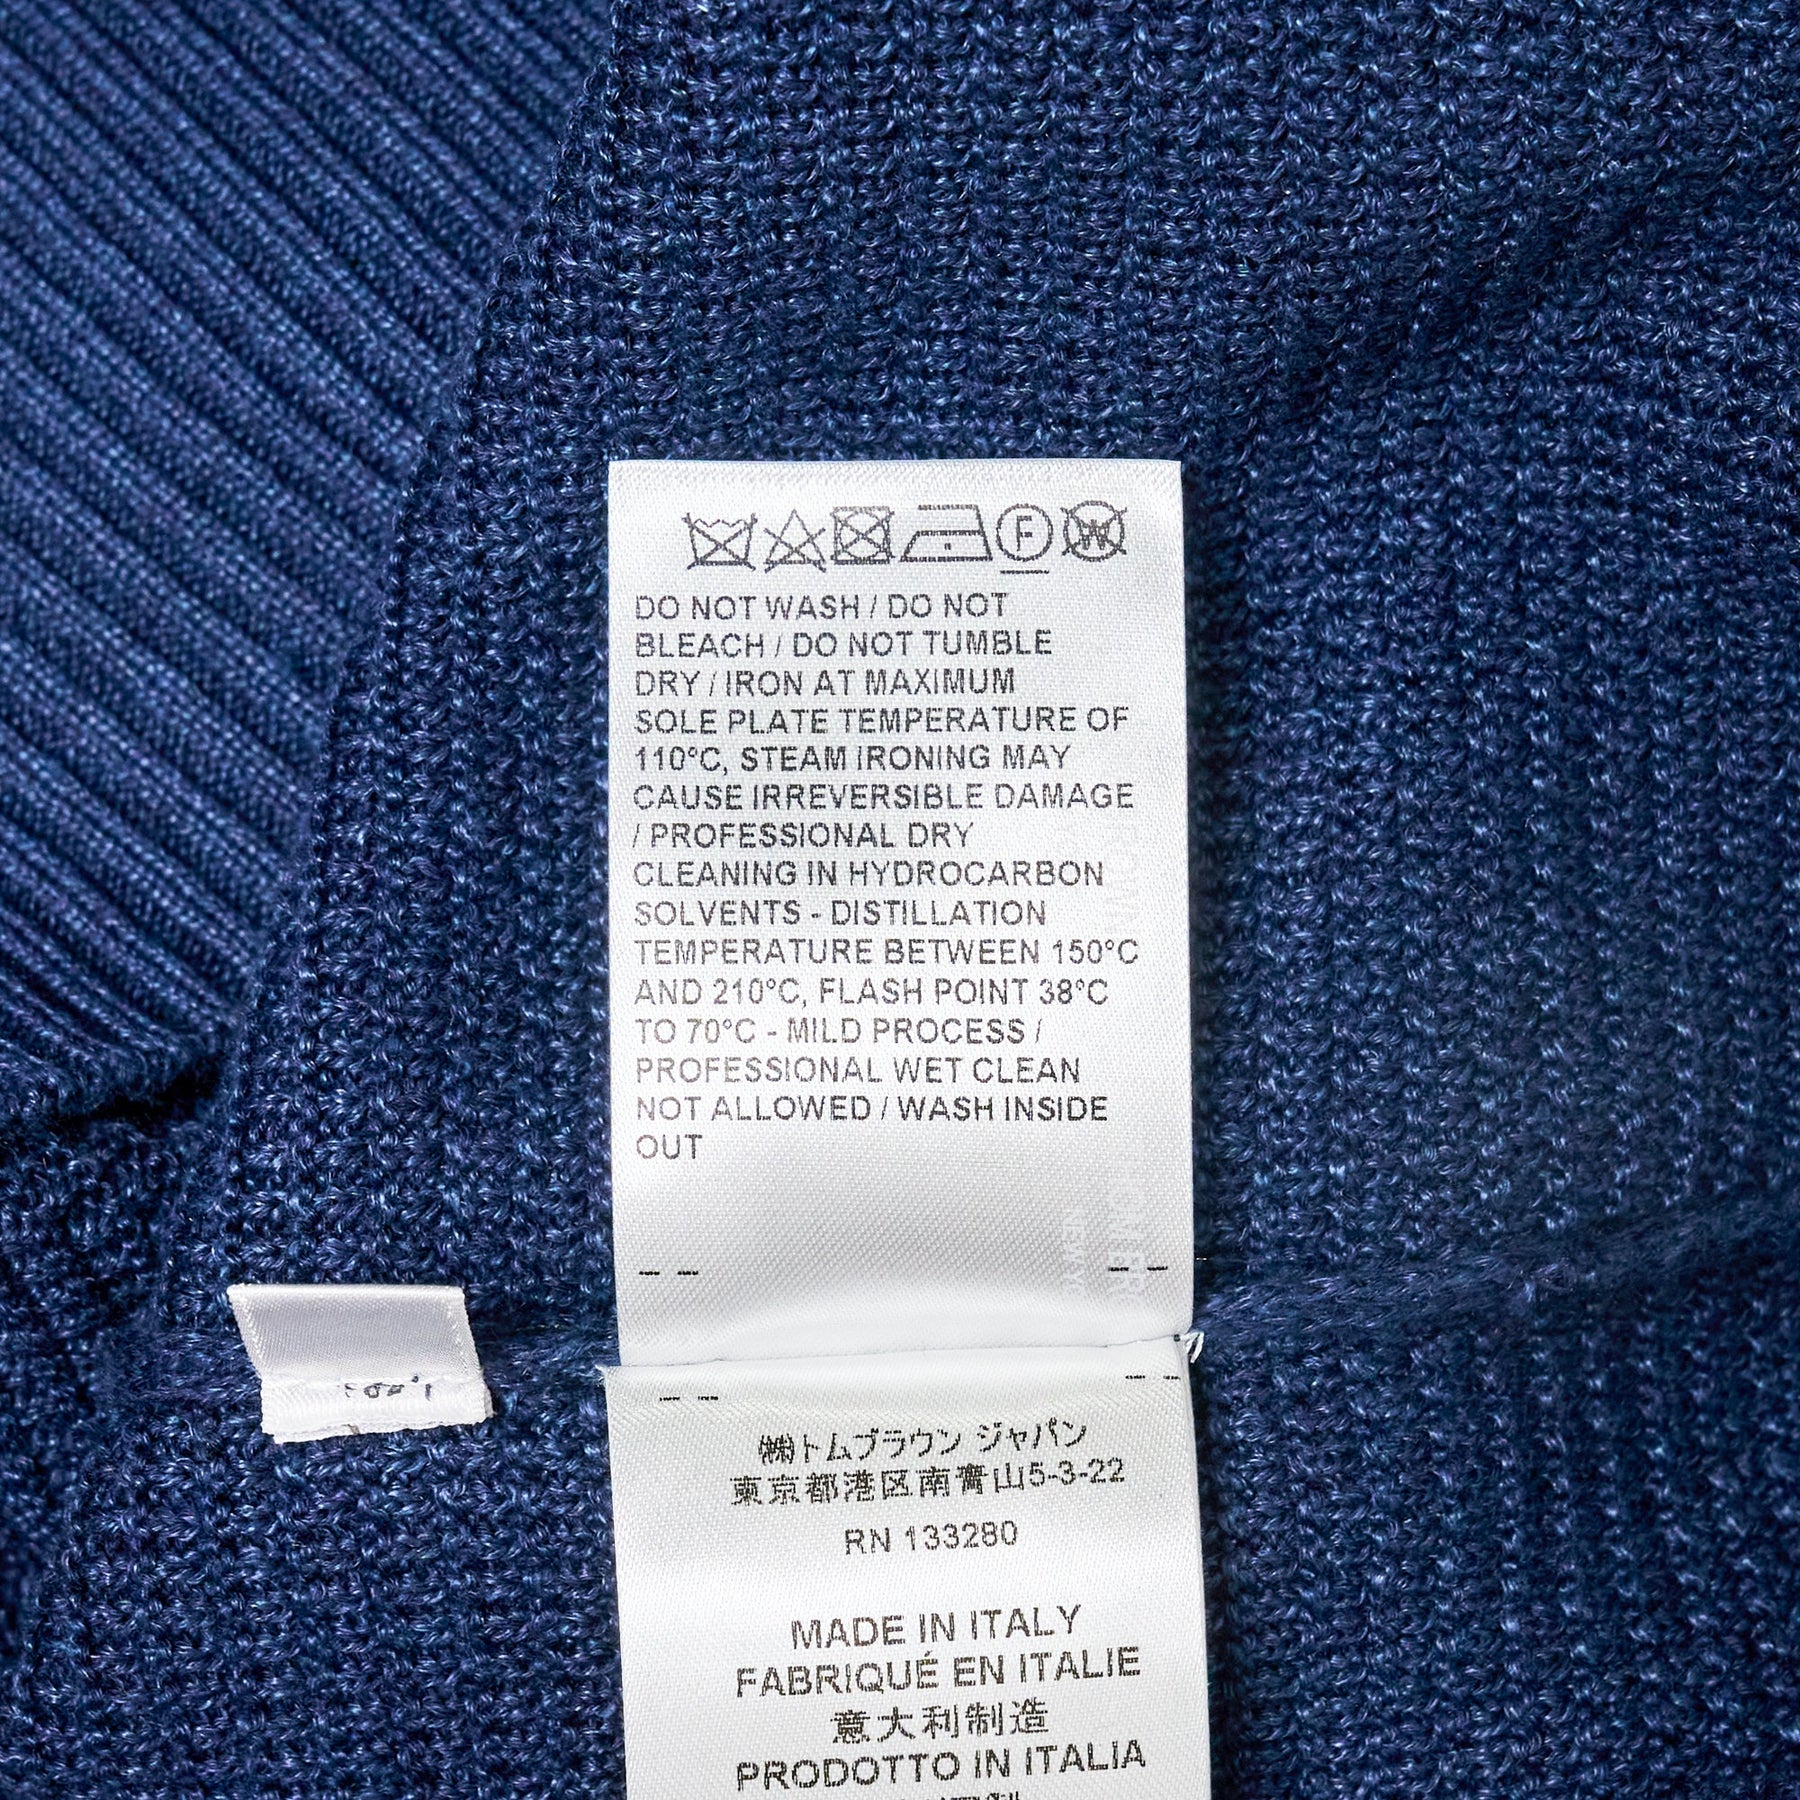 F W
DO NOT WASH / DO NOT
BLEACH / DO NOT TUMBLE
DRY / IRON AT MAXIMUM
SOLE PLATE TEMPERATURE OF
110°C, STEAM IRONING MAY
CAUSE IRREVERSIBLE DAMAGE
/ PROFESSIONAL DRY
CLEANING IN HYDROCARBON
SOLVENTS - DISTILLATION
TEMPERATURE BETWEEN 150°C
AND 210°C, FLASH POINT 38°C
TO 70°C - MILD PROCESS /
PROFESSIONAL WET CLEAN
NOT ALLOWED / WASH INSIDE
OUT
㈱トムブラウン ジャパン
東京都港区南青山5-3-22
RN 133280
MADE IN ITALY
FABRIQUÉ EN ITALIE
意大利制造
PRODOTTO IN ITALIA